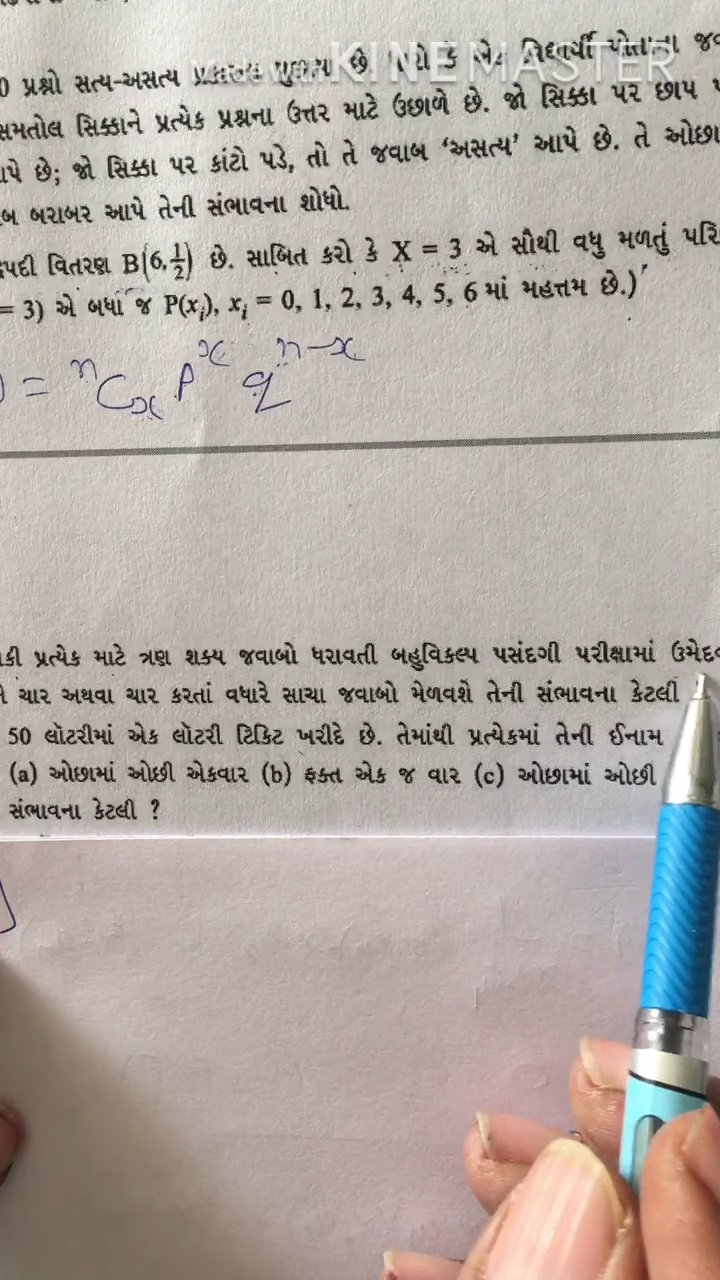 Made with KINEMASTER
0 પ્રશ્નો સત્ય-અસત્ય છે. કે
સમતોલ સિક્કાને પ્રત્યેક પ્રશ્નના ઉત્તર માટે ઉછાળે છે. જો સિક્કા પર છાપ
પે છે; જો સિક્કા પર કાંટો પડે, તો તે જવાબ ‘અસત્ય’ આપે છે. તે ઓછા
બ બરાબર આપે તેની સંભાવના શોધો.
પદી વિતરણ B(6, 1/2) છે. સાબિત કરો કે X = 3 એ સૌથી વધુ મળતું પરિ
= 3) એ બધા જ P(xᵢ), xᵢ = 0, 1, 2, 3, 4, 5, 6 માં મહત્તમ છે.)
) = ⁿCₓ pˣ qⁿ⁻ˣ
કી પ્રત્યેક માટે ત્રણ શક્ય જવાબો ધરાવતી બહુવિકલ્પ પસંદગી પરીક્ષામાં ઉમેદ
ચાર અથવા ચાર કરતાં વધારે સાચા જવાબો મેળવશે તેની સંભાવના કેટલી
50 લૉટરીમાં એક લૉટરી ટિકિટ ખરીદે છે. તેમાંથી પ્રત્યેકમાં તેની ઈનામ
(a) ઓછામાં ઓછી એકવાર (b) ફક્ત એક જ વાર (c) ઓછામાં ઓછી
સંભાવના કેટલી ?